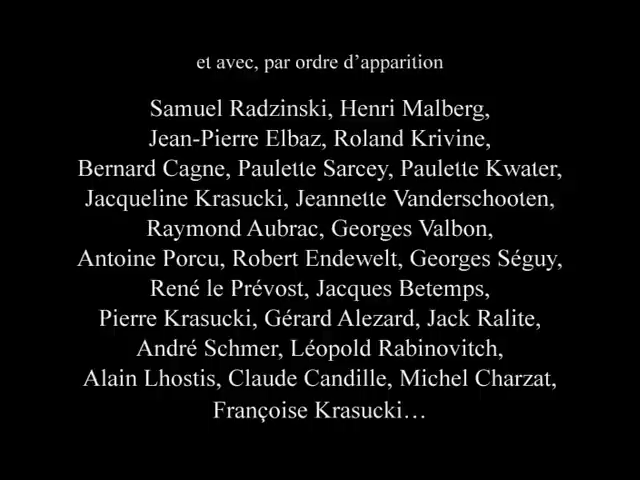 et avec, par ordre d’apparition
Samuel Radzinski, Henri Malberg,
Jean-Pierre Elbaz, Roland Krivine,
Bernard Cagne, Paulette Sarcey, Paulette Kwater,
Jacqueline Krasucki, Jeannette Vanderschooten,
Raymond Aubrac, Georges Valbon,
Antoine Porcu, Robert Endewelt, Georges Séguy,
René le Prévost, Jacques Betemps,
Pierre Krasucki, Gérard Alezard, Jack Ralite,
André Schmer, Léopold Rabinovitch,
Alain Lhostis, Claude Candille, Michel Charzat,
Françoise Krasucki…